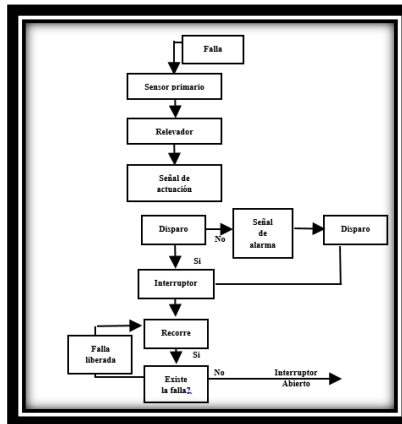 Falla
Sensor primario
Relevador
Señal de
actuación
Disparo
No
Señal
de
alarma
Disparo
Si
Interruptor
Recorre
Falla
liberada
Si
Existe
la falla?
No
Interruptor
Abierto